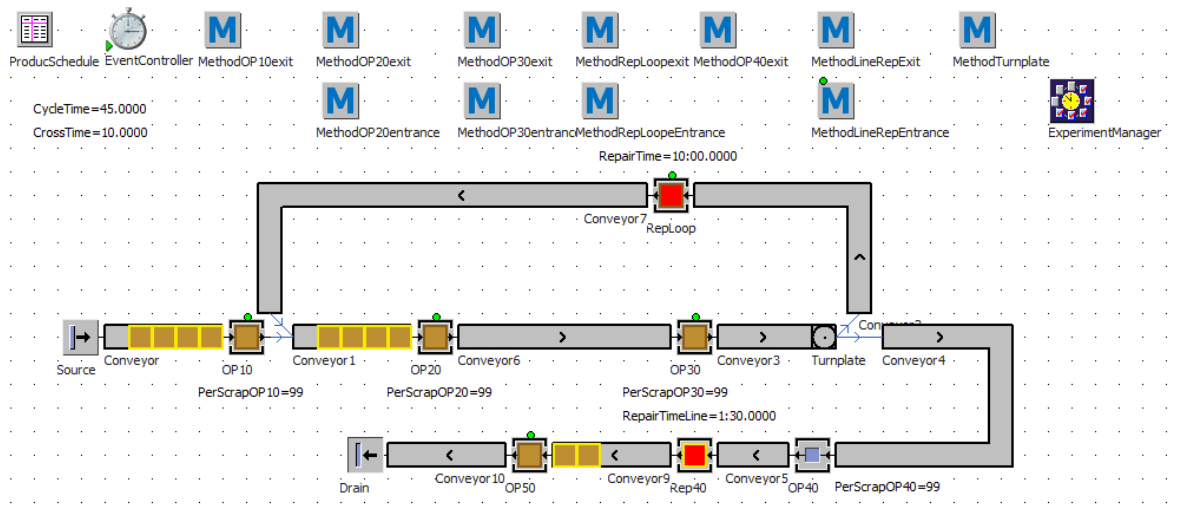 ProducSchedule EventController MethodOP10exit MethodOP20exit MethodOP30exit MethodRepLoopexit MethodOP40exit MethodLineRepExit MethodTurnplate
CycleTime=45.0000
CrossTime=10.0000
MethodOP20entrance MethodOP30entranc MethodRepLoopeEntrance MethodLineRepEntrance ExperimentManager
RepairTime=10:00.0000
Conveyor7
RepLoop
Source Conveyor OP10 Conveyor1 OP20 Conveyor6 OP30 Conveyor3 Turnplate Conveyor4
PerScrapOP10=99 PerScrapOP20=99 PerScrapOP30=99
RepairTimeLine=1:30.0000
Drain Conveyor10 OP50 Conveyor9 Rep40 Conveyor5 OP40 PerScrapOP40=99